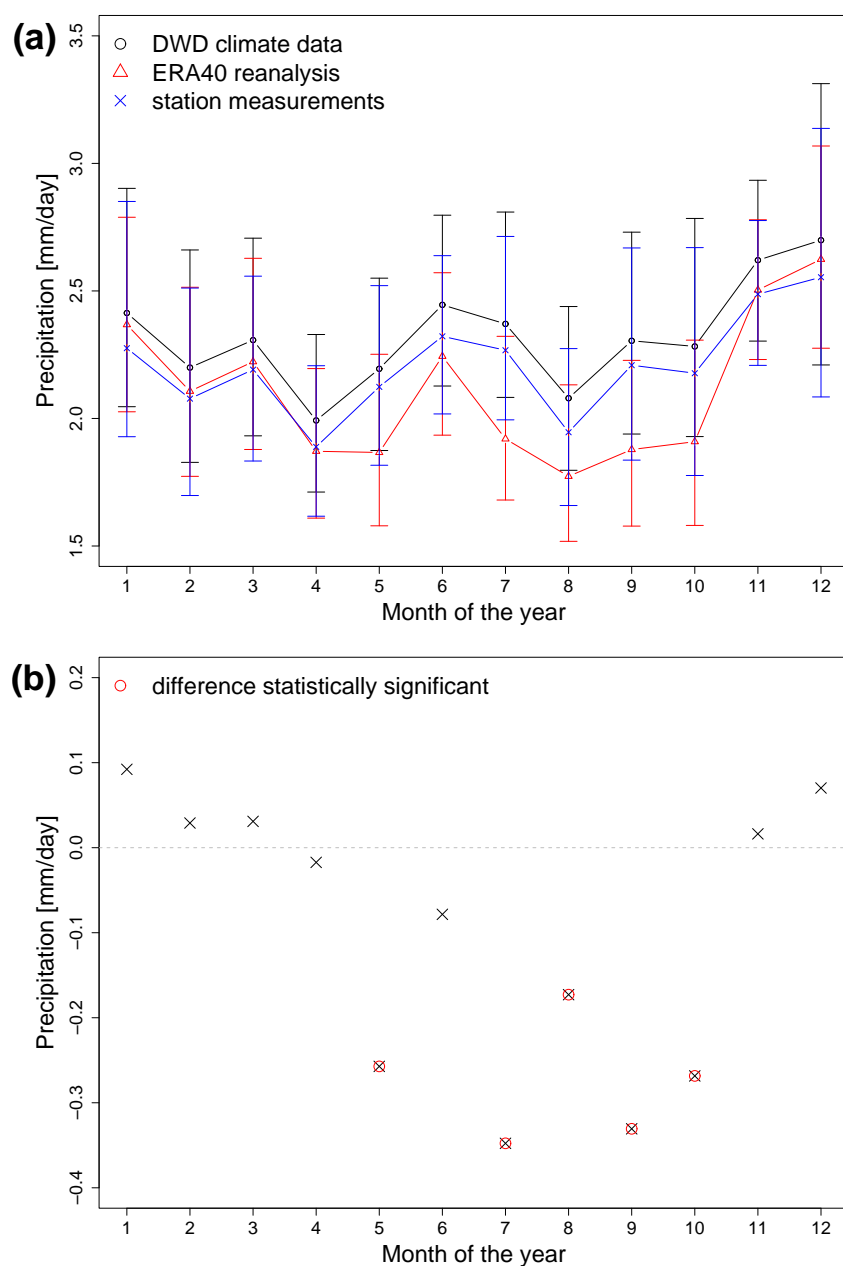 (a)
DWD climate data
ERA40 reanalysis
station measurements
Precipitation [mm/day]
3.5
3.0
2.5
2.0
1.5
1 2 3 4 5 6 7 8 9 10 11 12
Month of the year
(b)
difference statistically significant
Precipitation [mm/day]
0.2
0.1
0.0
−0.1
−0.2
−0.3
−0.4
1 2 3 4 5 6 7 8 9 10 11 12
Month of the year